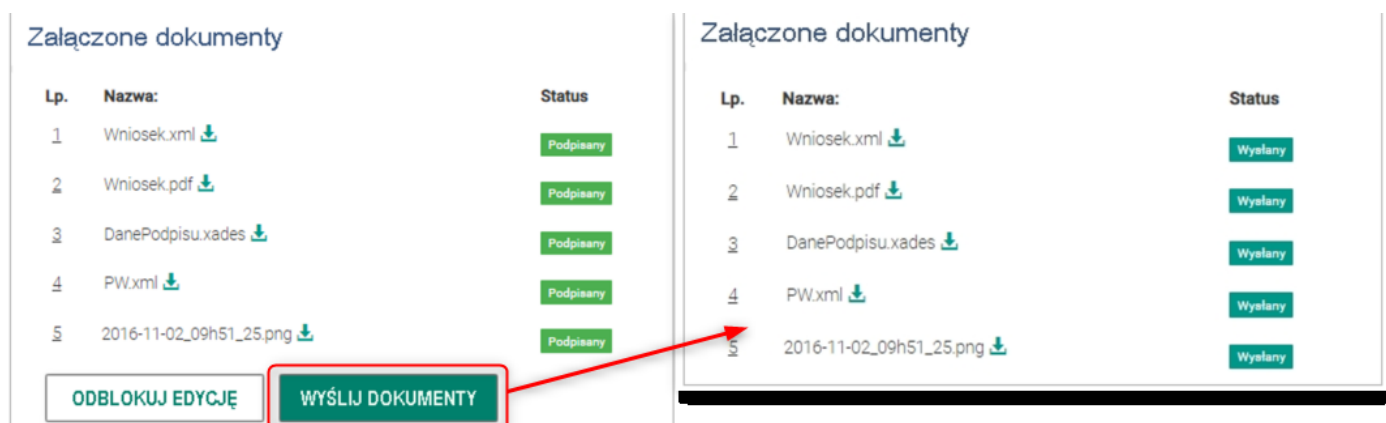 Załączone dokumenty
Lp. Nazwa: Status
1 Wniosek.xml Podpisany
2 Wniosek.pdf Podpisany
3 DanePodpisu.xades Podpisany
4 PW.xml Podpisany
5 2016-11-02_09h51_25.png Podpisany
ODBLOKUJ EDYCJĘ WYŚLIJ DOKUMENTY
Załączone dokumenty
Lp. Nazwa: Status
1 Wniosek.xml Wysłany
2 Wniosek.pdf Wysłany
3 DanePodpisu.xades Wysłany
4 PW.xml Wysłany
5 2016-11-02_09h51_25.png Wysłany